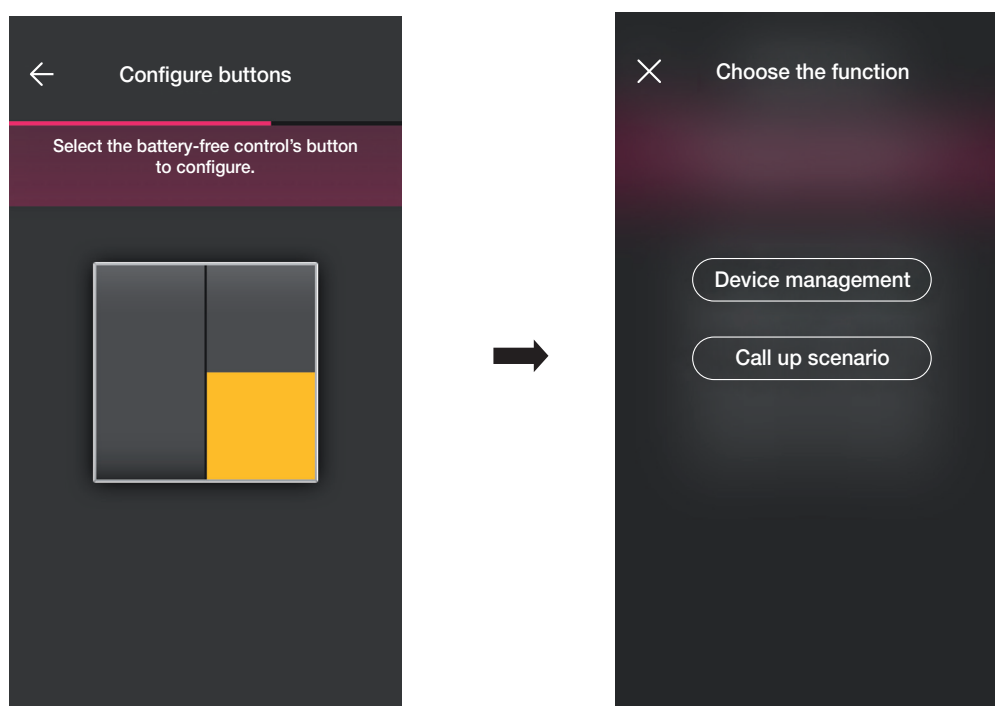 Configure buttons
Select the battery-free control's button
to configure.
Choose the function
Device management
Call up scenario